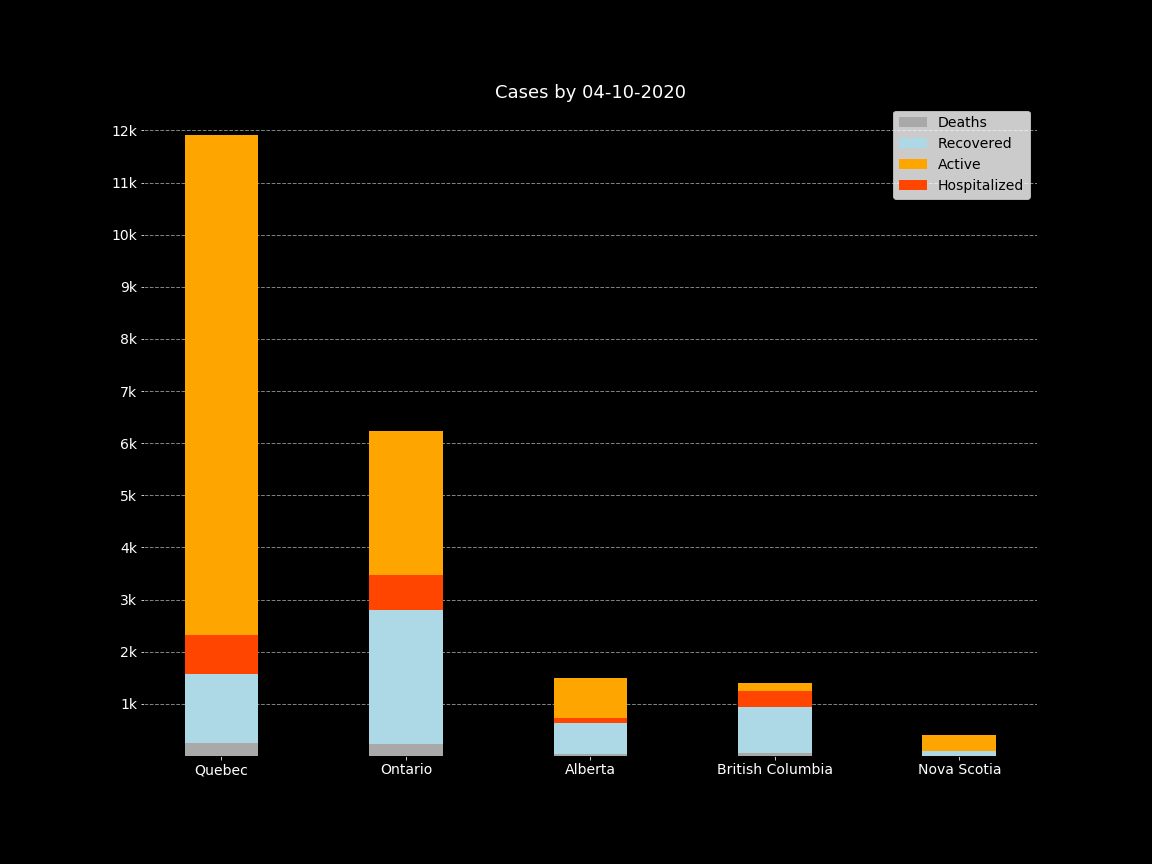 Cases by 04-10-2020
Deaths
Recovered
Active
Hospitalized
12k
11k
10k
9k
8k
7k
6k
5k
4k
3k
2k
1k
Quebec
Ontario
Alberta
British Columbia
Nova Scotia